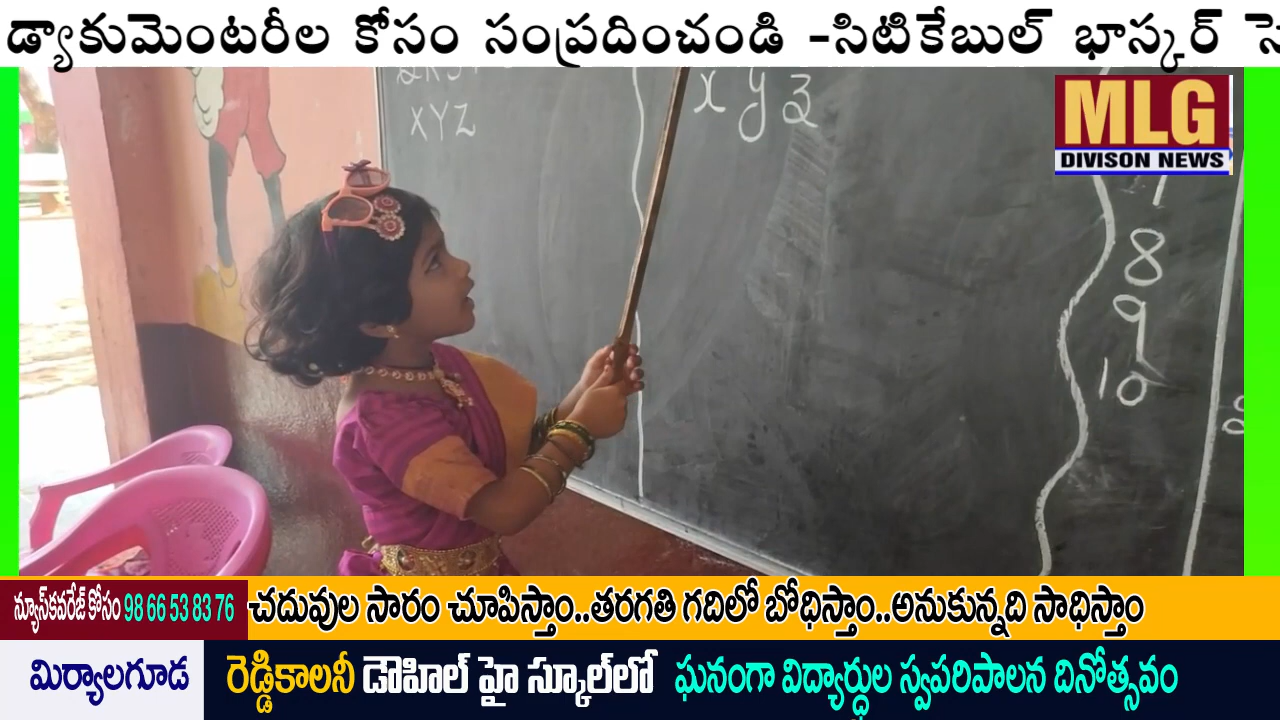 డ్యాకుమెంటరీల కోసం సంప్రదించండి -సిటికేబుల్ భాస్కర్ సె
XYZ
x y z
MLG
DIVISON NEWS
7
8
9
10
న్యూస్‌కవరేజ్ కోసం 98 66 53 83 76
చదువుల సారం చూపిస్తాం..తరగతి గదిలో బోధిస్తాం..అనుకున్నది సాధిస్తాం
మిర్యాలగూడ
రెడ్డికాలనీ డౌహిల్ హై స్కూల్‌లో ఘనంగా విద్యార్ధుల స్వపరిపాలన దినోత్సవం